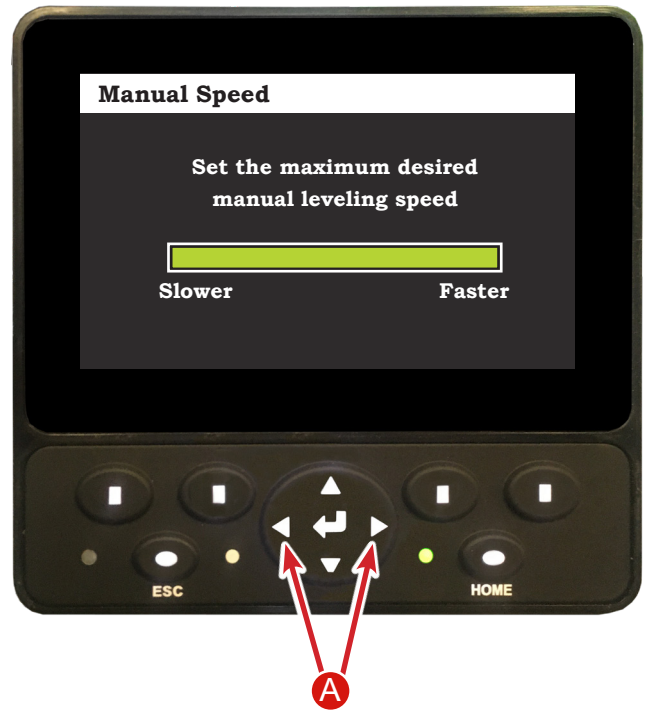 Manual Speed
Set the maximum desired
manual leveling speed
Slower Faster
ESC HOME
A